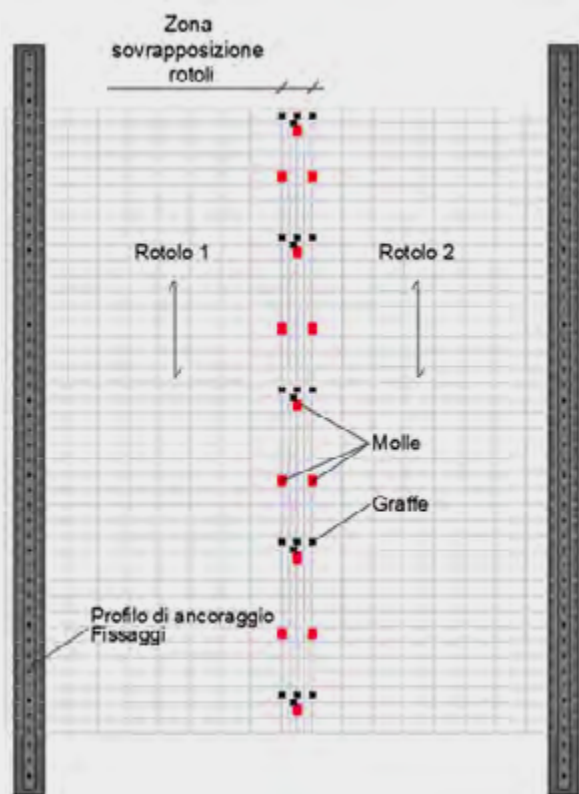 Zona
sovrapposizione
rotoli
Rotolo 1
Rotolo 2
Molle
Graffe
Profilo di ancoraggio
Fissaggi